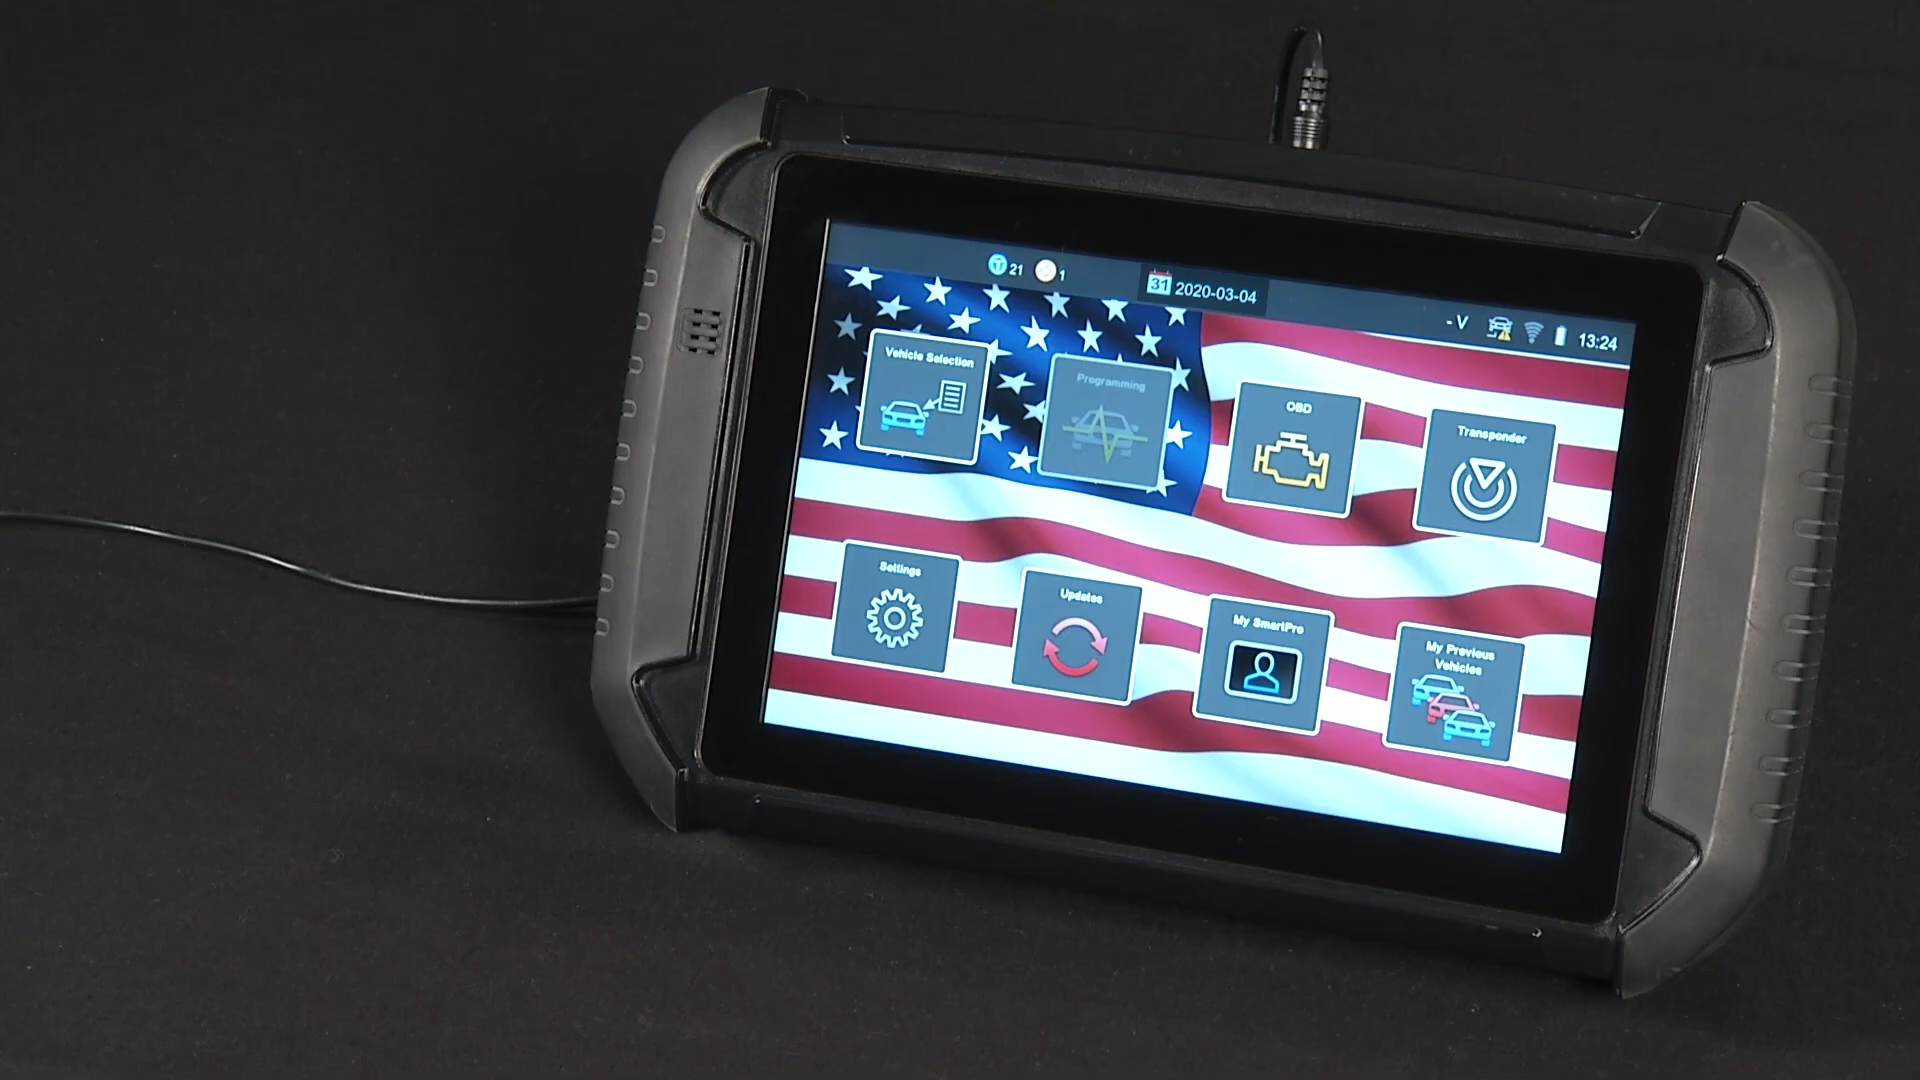 21 1
31 2020-03-04
- V 13:24
Vehicle Selection
Programming
OBD
Transponder
Settings
Updates
My SmartPro
My Previous
Vehicles